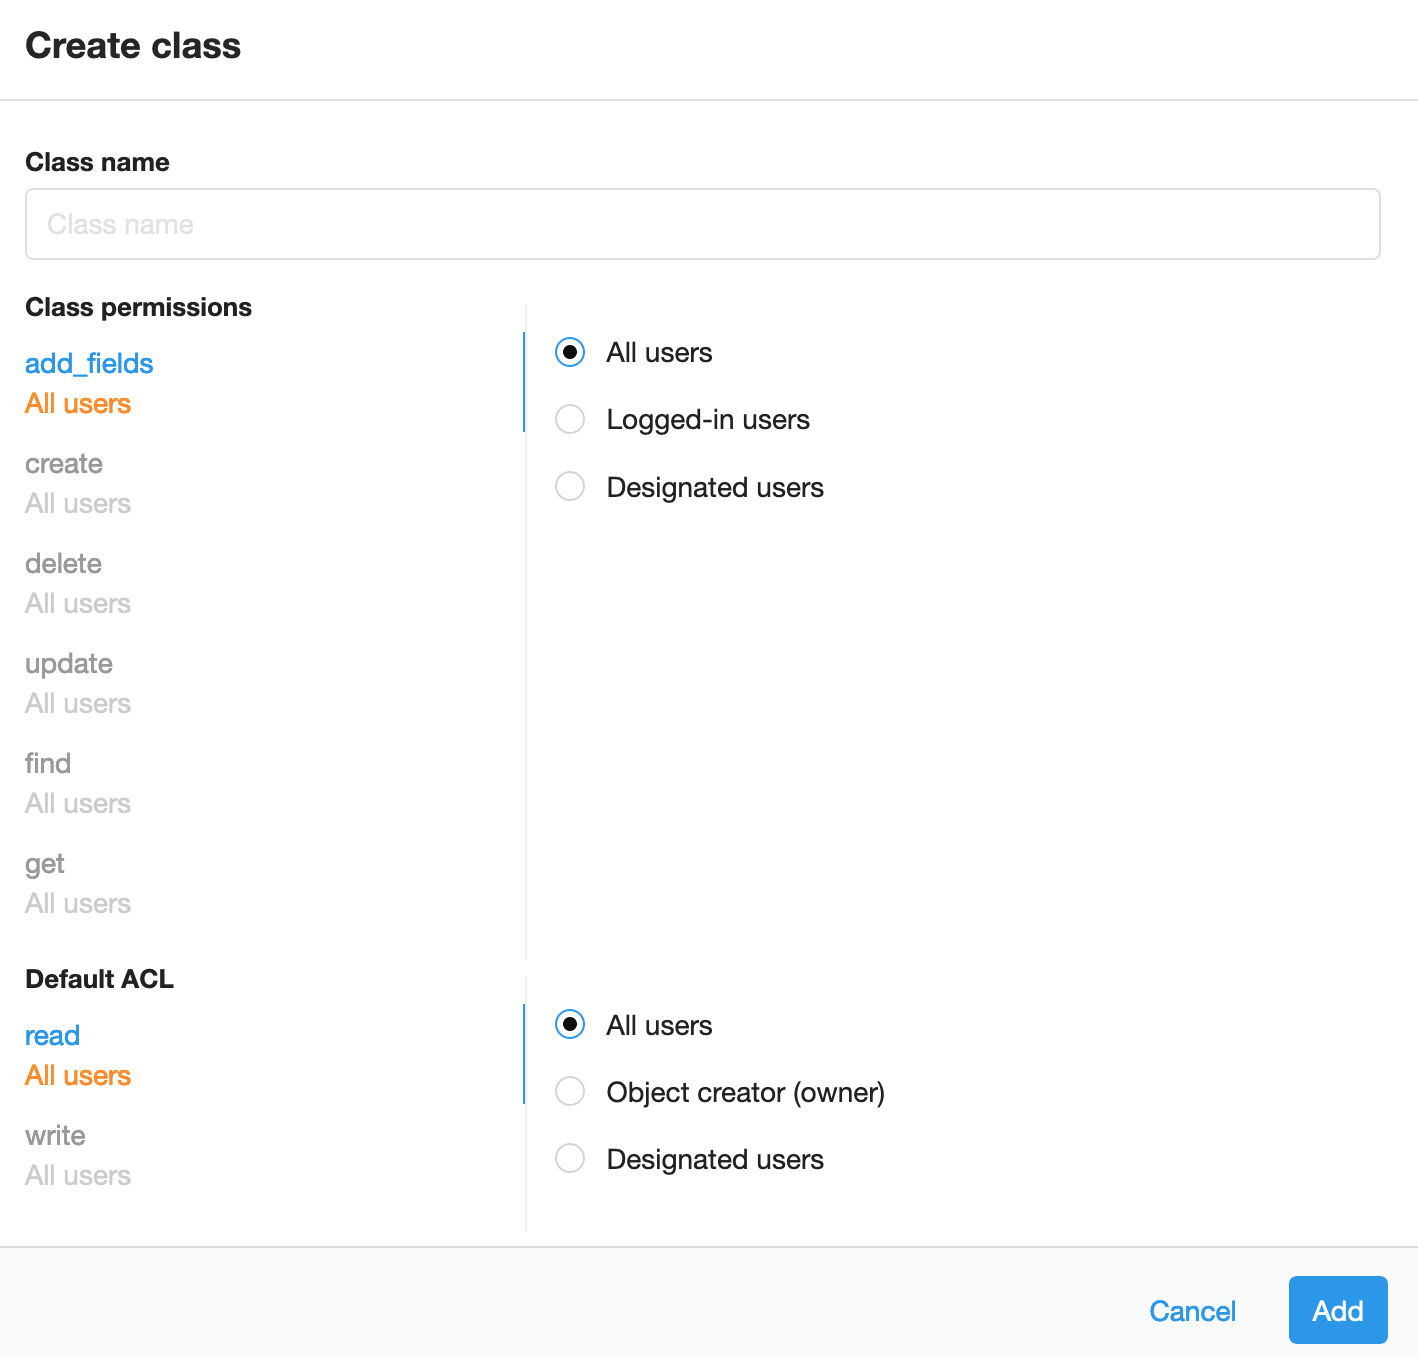 Create class
Class name
Class name
Class permissions
add_fields
All users
create
All users
delete
All users
update
All users
find
All users
get
All users
All users
Logged-in users
Designated users
Default ACL
read
All users
write
All users
All users
Object creator (owner)
Designated users
Cancel
Add